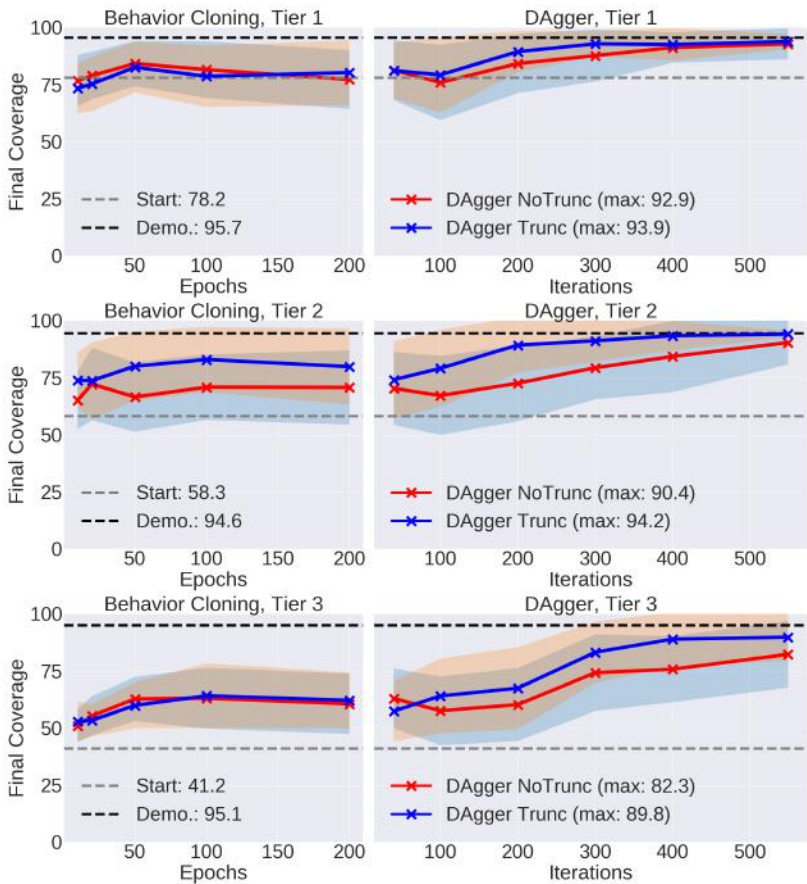 Behavior Cloning, Tier 1
100
75
50
25
0
Final Coverage
Start: 78.2
Demo.: 95.7
50 100 150 200
Epochs
DAgger, Tier 1
DAgger NoTrunc (max: 92.9)
DAgger Trunc (max: 93.9)
100 200 300 400 500
Iterations
Behavior Cloning, Tier 2
100
75
50
25
0
Final Coverage
Start: 58.3
Demo.: 94.6
50 100 150 200
Epochs
DAgger, Tier 2
DAgger NoTrunc (max: 90.4)
DAgger Trunc (max: 94.2)
100 200 300 400 500
Iterations
Behavior Cloning, Tier 3
100
75
50
25
0
Final Coverage
Start: 41.2
Demo.: 95.1
50 100 150 200
Epochs
DAgger, Tier 3
DAgger NoTrunc (max: 82.3)
DAgger Trunc (max: 89.8)
100 200 300 400 500
Iterations